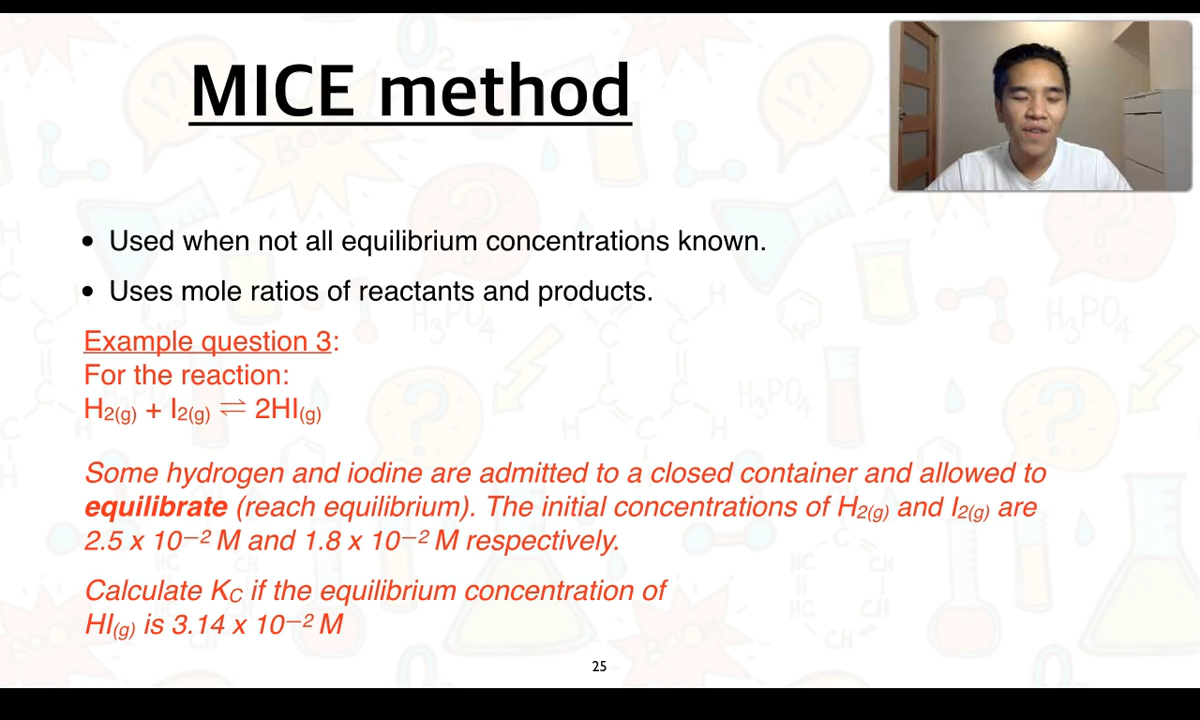 MICE method
• Used when not all equilibrium concentrations known.
• Uses mole ratios of reactants and products.
Example question 3:
For the reaction:
H2(g) + I2(g) ⇌ 2HI(g)
Some hydrogen and iodine are admitted to a closed container and allowed to
equilibrate (reach equilibrium). The initial concentrations of H2(g) and I2(g) are
2.5 x 10−2 M and 1.8 x 10−2 M respectively.
Calculate KC if the equilibrium concentration of
HI(g) is 3.14 x 10−2 M
25